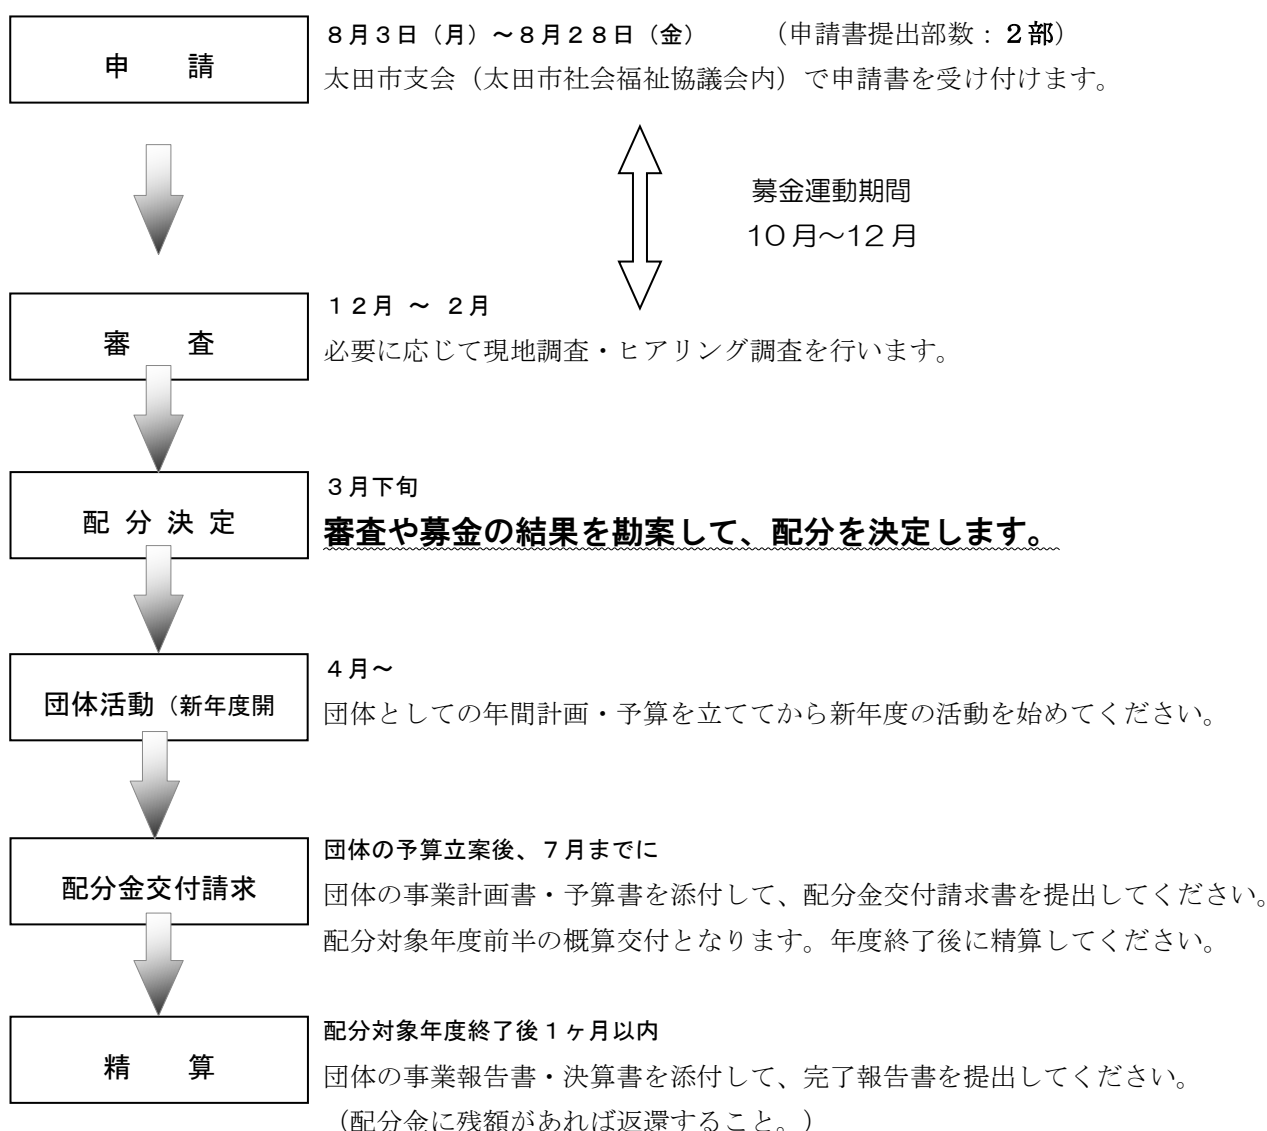 申　請
８月３日（月）～８月２８日（金）　（申請書提出部数：２部）
太田市支会（太田市社会福祉協議会内）で申請書を受け付けます。
募金運動期間
10月～12月
審　査
１２月 ～ ２月
必要に応じて現地調査・ヒアリング調査を行います。
配 分 決 定
３月下旬
審査や募金の結果を勘案して、配分を決定します。
団体活動（新年度開
４月～
団体としての年間計画・予算を立ててから新年度の活動を始めてください。
配分金交付請求
団体の予算立案後、７月までに
団体の事業計画書・予算書を添付して、配分金交付請求書を提出してください。
配分対象年度前半の概算交付となります。年度終了後に精算してください。
精　算
配分対象年度終了後１ヶ月以内
団体の事業報告書・決算書を添付して、完了報告書を提出してください。
（配分金に残額があれば返還すること。）